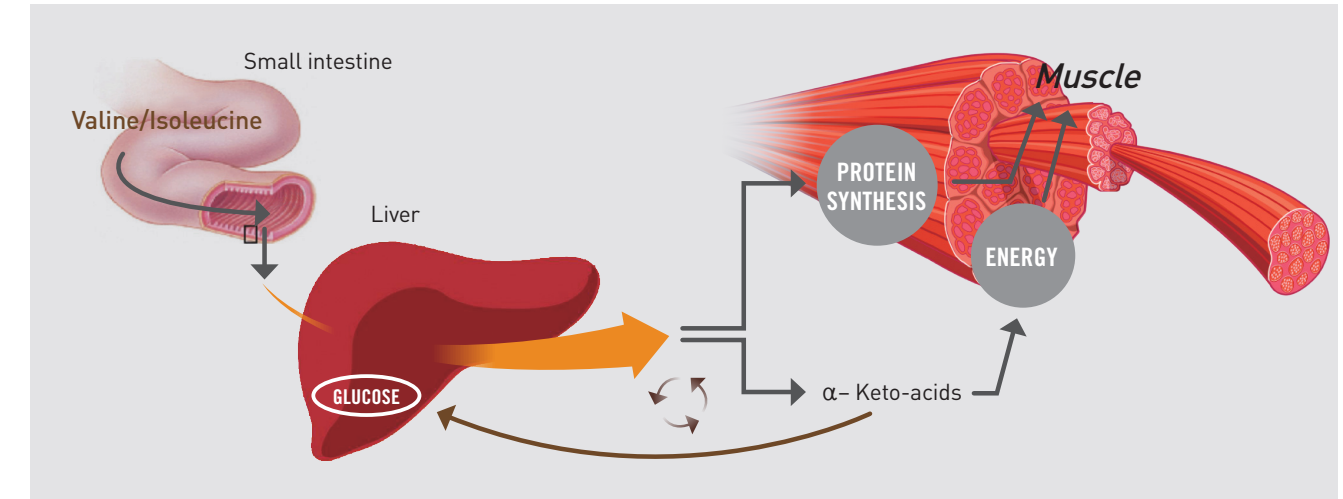 Small intestine
Valine/Isoleucine
Liver
Muscle
PROTEIN
SYNTHESIS
ENERGY
GLUCOSE
α– Keto-acids